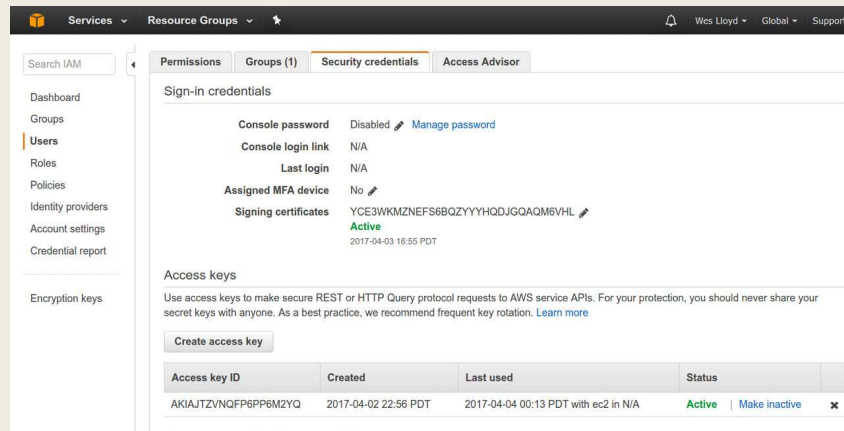 Services Resource Groups Wes Lloyd Global Support
Search IAM
Dashboard
Groups
Users
Roles
Policies
Identity providers
Account settings
Credential report
Encryption keys
Permissions Groups (1) Security credentials Access Advisor
Sign-in credentials
Console password Disabled Manage password
Console login link N/A
Last login N/A
Assigned MFA device No
Signing certificates YCE3WKMZNEFS6BQZYYYHQDJGQAQM6VHL
Active
2017-04-03 16:55 PDT
Access keys
Use access keys to make secure REST or HTTP Query protocol requests to AWS service APIs. For your protection, you should never share your
secret keys with anyone. As a best practice, we recommend frequent key rotation. Learn more
Create access key
Access key ID Created Last used Status
AKIAJTZVNQFP6PP6M2YQ 2017-04-02 22:56 PDT 2017-04-04 00:13 PDT with ec2 in N/A Active | Make inactive